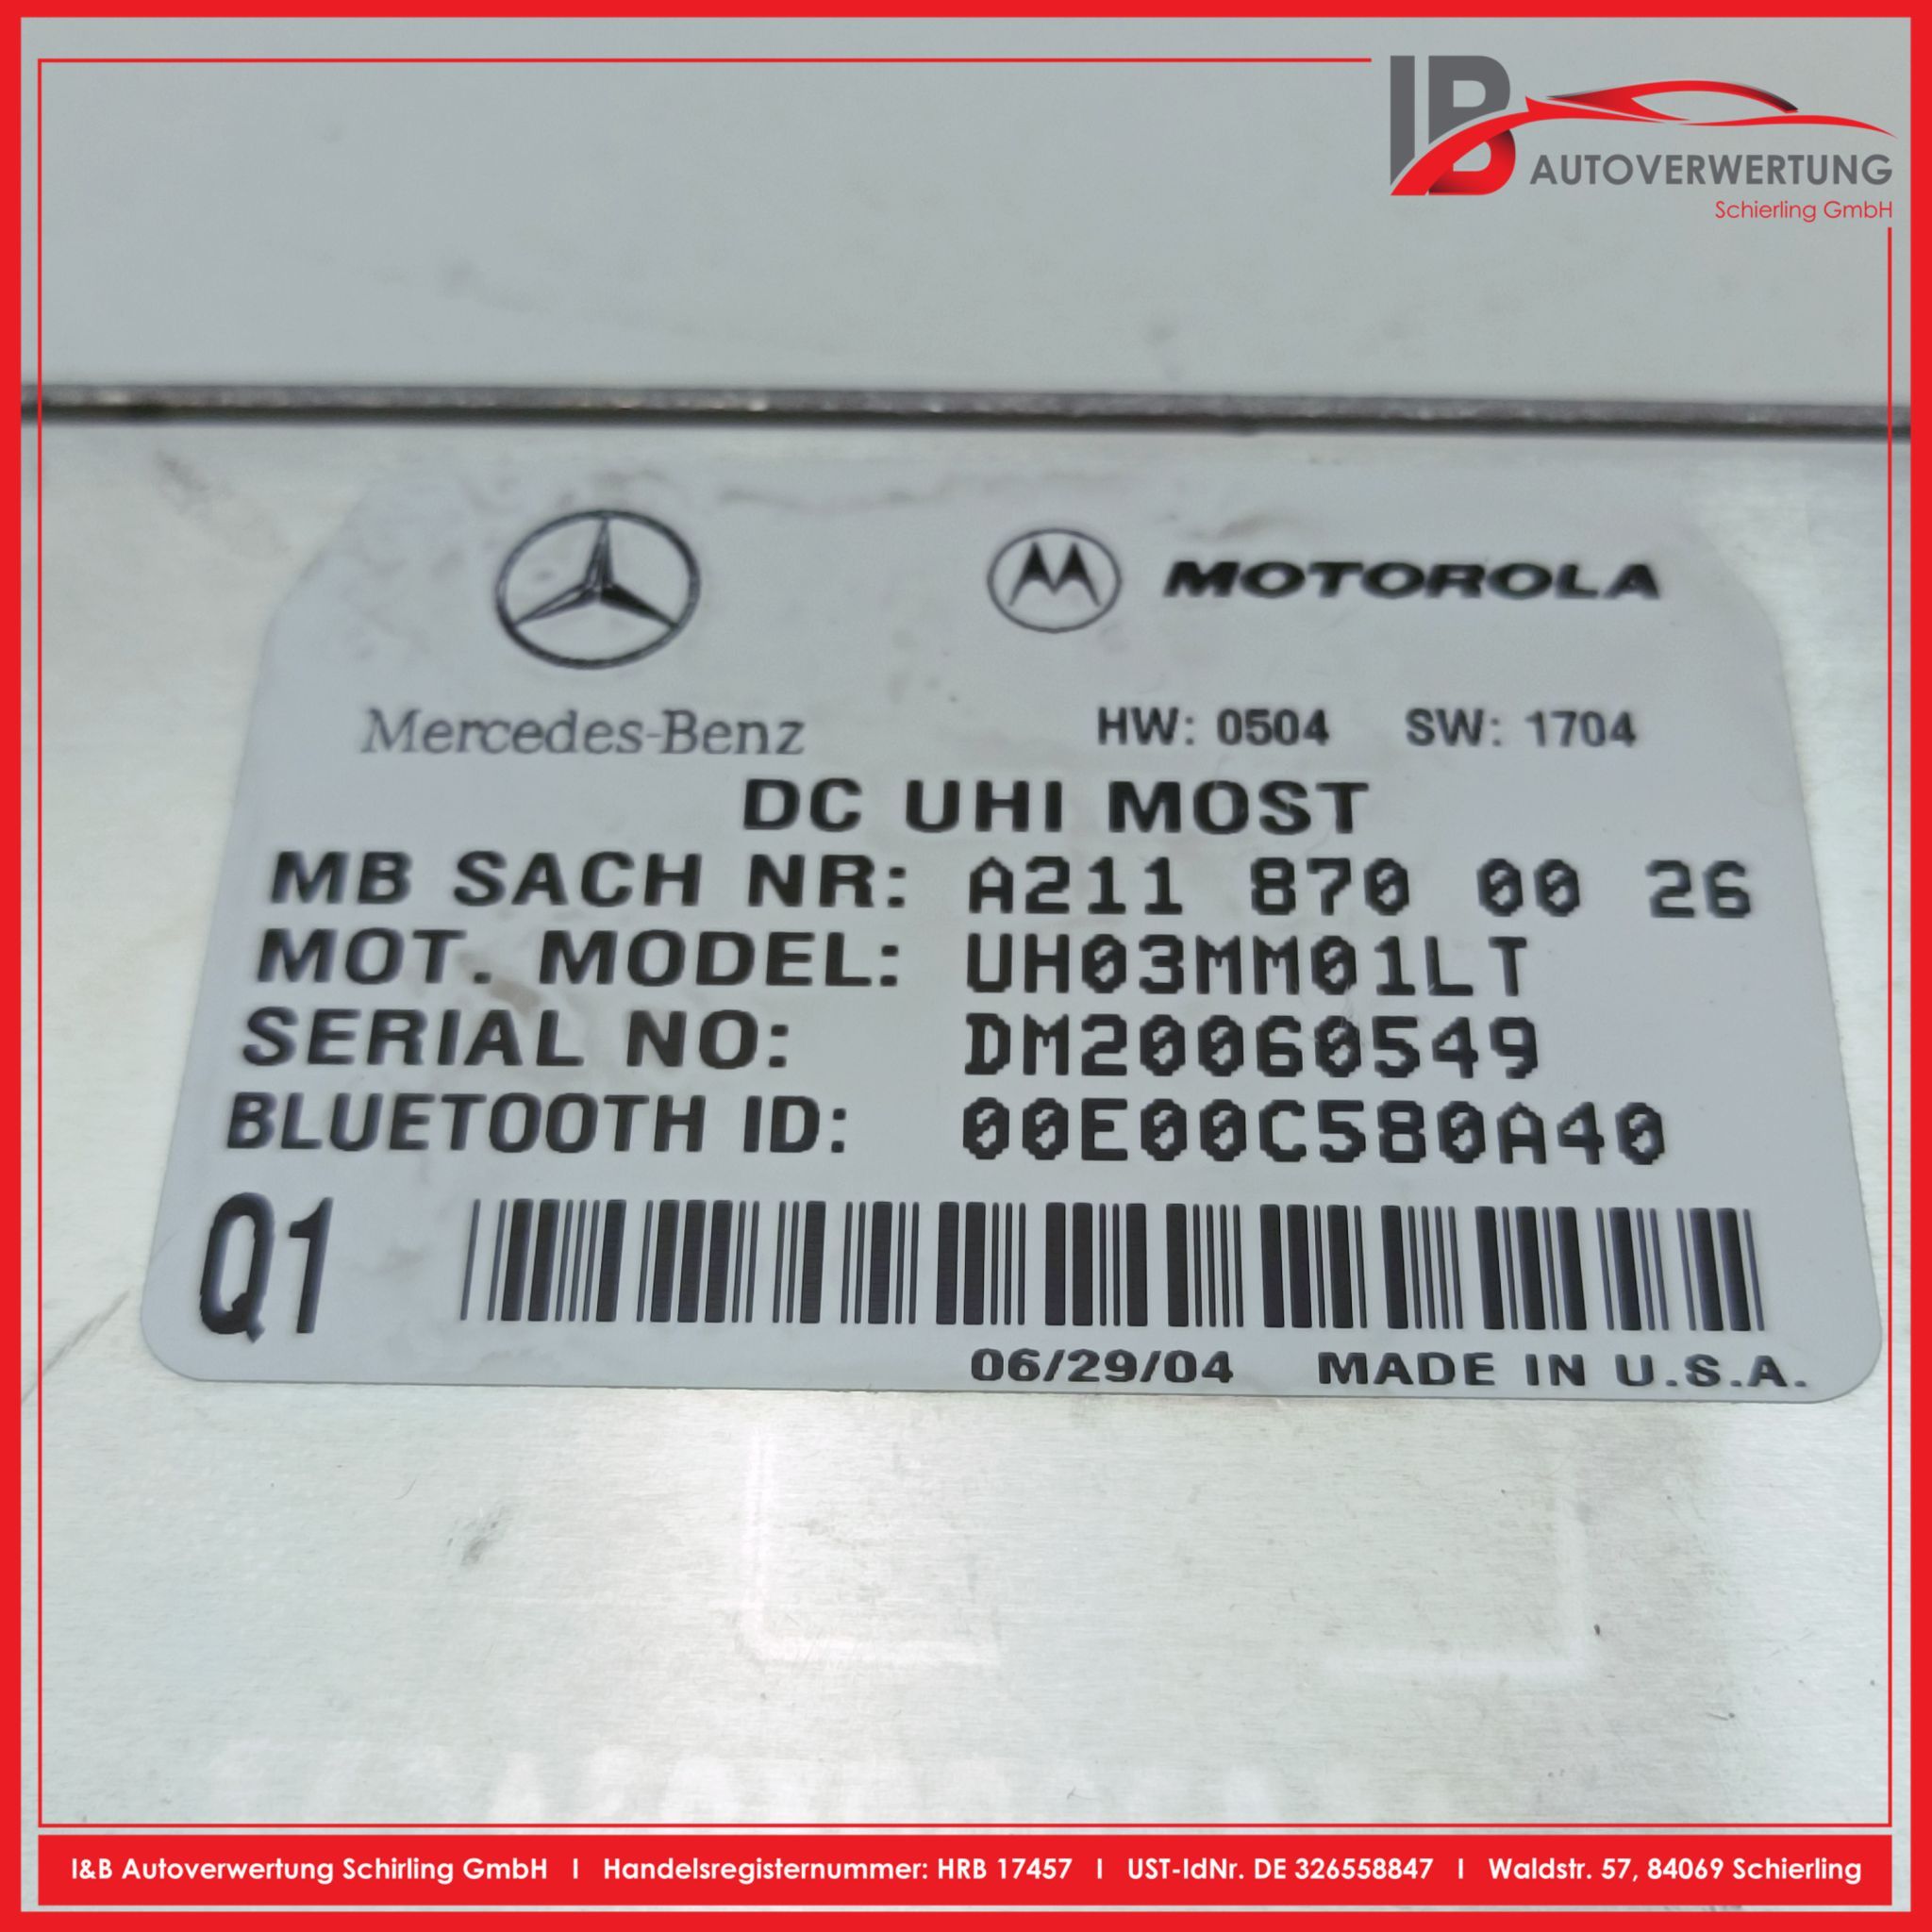 IB AUTOVERWERTUNG
Schierling GmbH
MOTOROLA
Mercedes-Benz
HW: 0504 SW: 1704
DC UHI MOST
MB SACH NR: A211 870 00 26
MOT. MODEL: UH03MM01LT
SERIAL NO: DM20060549
BLUETOOTH ID: 00E00C580A40
Q1
06/29/04 MADE IN U.S.A.
I&B Autoverwertung Schirling GmbH I Handelsregisternummer: HRB 17457 I UST-IdNr. DE 326558847 I Waldstr. 57, 84069 Schierling